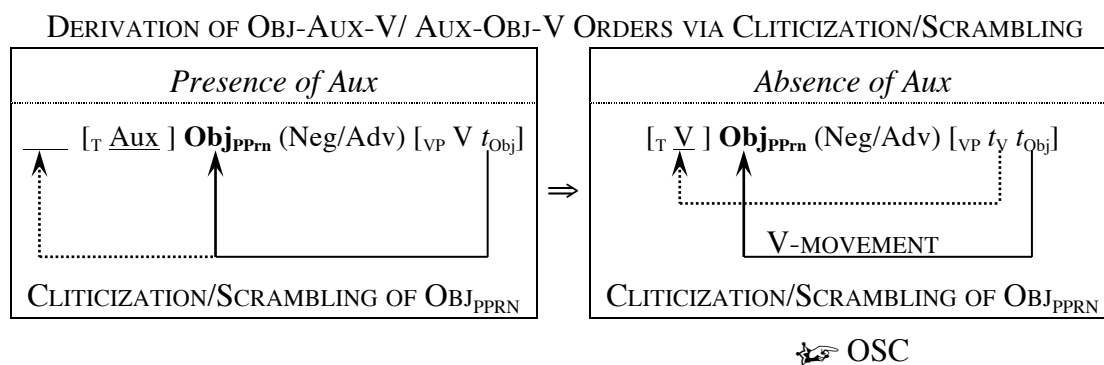 DERIVATION OF OBJ-AUX-V/ AUX-OBJ-V ORDERS VIA CLITICIZATION/SCRAMBLING
Presence of Aux
___ [T Aux ] ObjPPrn (Neg/Adv) [VP V tObj]
CLITICIZATION/SCRAMBLING OF OBJPPRN
⇒
Absence of Aux
[T V ] ObjPPrn (Neg/Adv) [VP tV tObj]
V-MOVEMENT
CLITICIZATION/SCRAMBLING OF OBJPPRN
☞ OSC